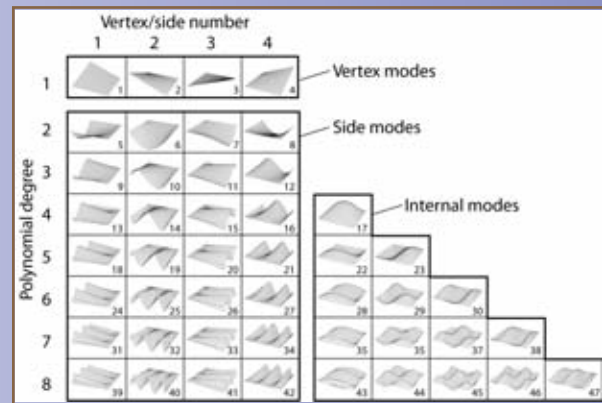 Vertex/side number
1 2 3 4
1 1 2 3 4 Vertex modes
2 5 6 7 8 Side modes
3 9 10 11 12
4 13 14 15 16 17 Internal modes
5 18 19 20 21 22 23
6 24 25 26 27 28 29 30
7 31 32 33 34 35 35 37 38
8 39 40 41 42 43 44 45 46 47
Polynomial degree